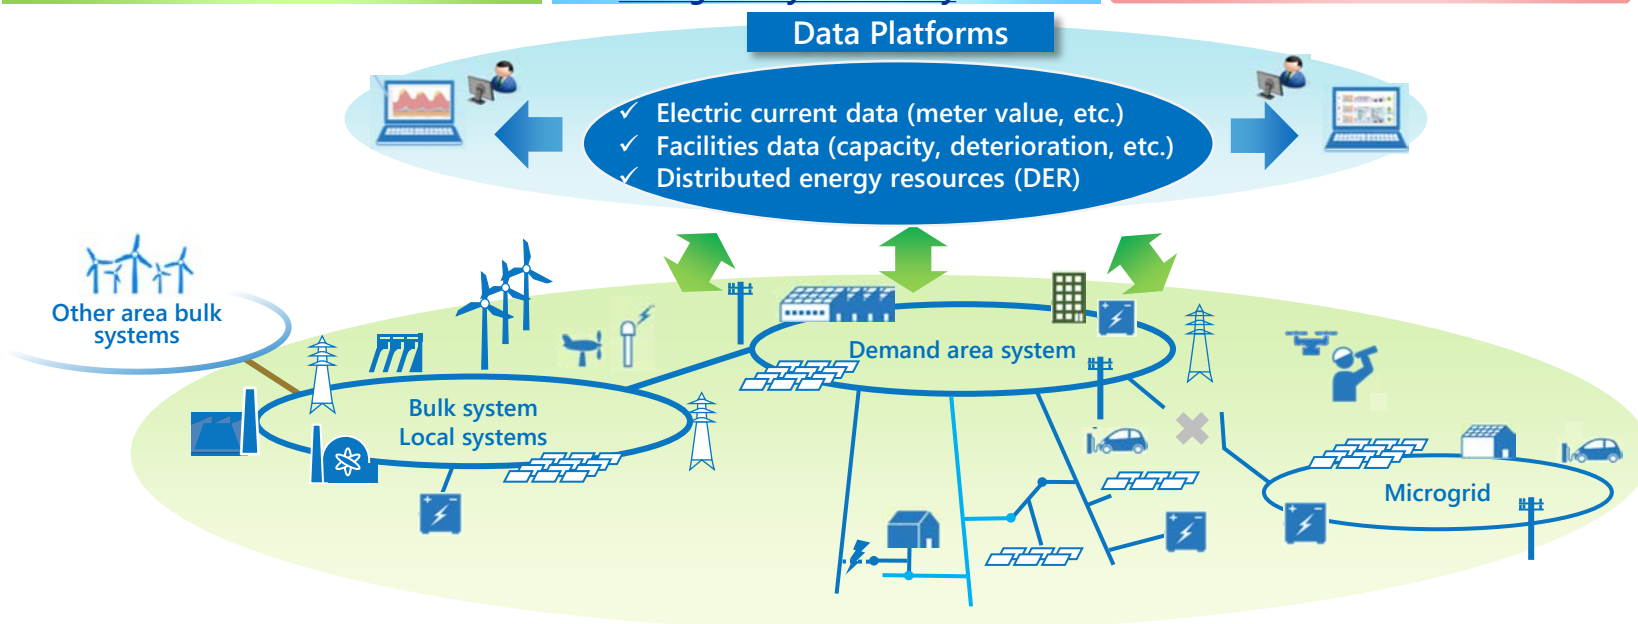 Data Platforms
✓ Electric current data (meter value, etc.)
✓ Facilities data (capacity, deterioration, etc.)
✓ Distributed energy resources (DER)
Other area bulk
systems
Demand area system
Bulk system
Local systems
Microgrid